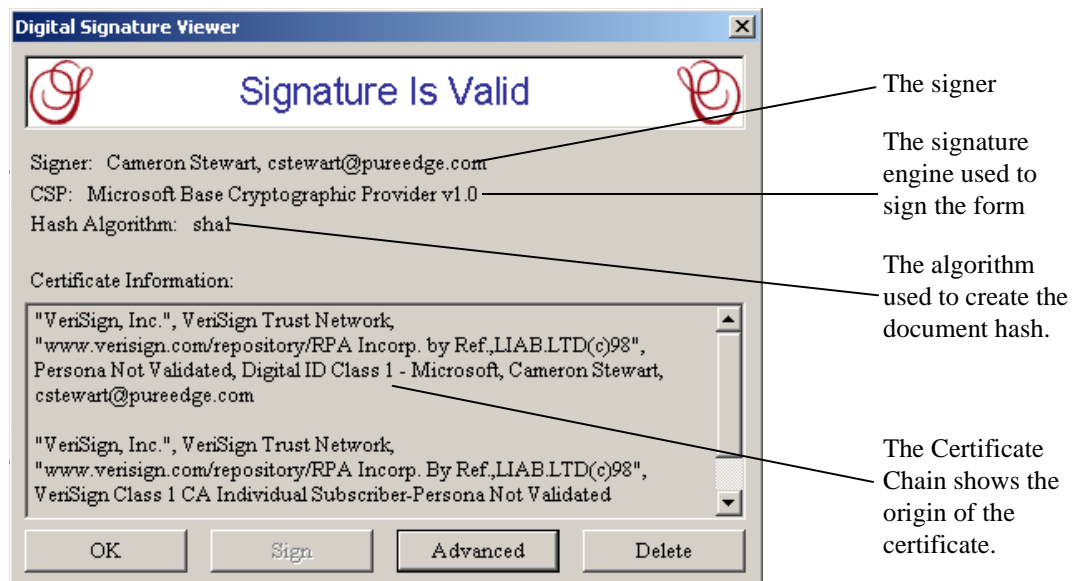 Digital Signature Viewer
Signature Is Valid
Signer: Cameron Stewart, cstewart@pureedge.com
CSP: Microsoft Base Cryptographic Provider v1.0
Hash Algorithm: sha1
Certificate Information:
"VeriSign, Inc.", VeriSign Trust Network,
"www.verisign.com/repository/RPA Incorp. by Ref.,LIAB.LTD(c)98",
Persona Not Validated, Digital ID Class 1 - Microsoft, Cameron Stewart,
cstewart@pureedge.com
"VeriSign, Inc.", VeriSign Trust Network,
"www.verisign.com/repository/RPA Incorp. By Ref.,LIAB.LTD(c)98",
VeriSign Class 1 CA Individual Subscriber-Persona Not Validated
OK
Sign
Advanced
Delete
The signer
The signature
engine used to
sign the form
The algorithm
used to create the
document hash.
The Certificate
Chain shows the
origin of the
certificate.